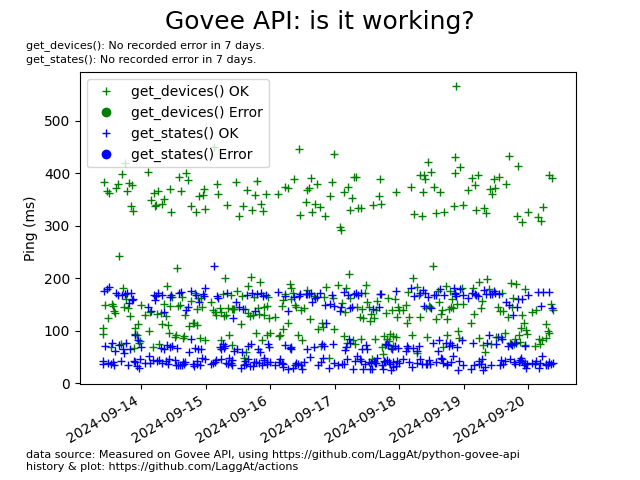 Govee API: is it working?
get_devices(): No recorded error in 7 days.
get_states(): No recorded error in 7 days.
get_devices() OK
get_devices() Error
get_states() OK
get_states() Error
Ping (ms)
500
400
300
200
100
0
2024-09-14
2024-09-15
2024-09-16
2024-09-17
2024-09-18
2024-09-19
2024-09-20
data source: Measured on Govee API, using https://github.com/LaggAt/python-govee-api
history & plot: https://github.com/LaggAt/actions